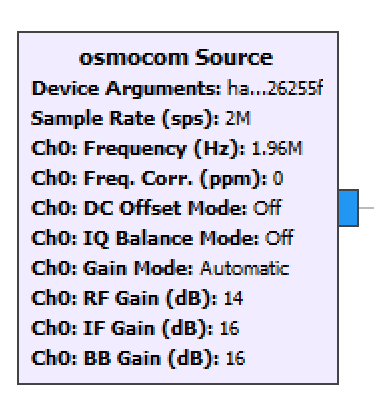 osmocom Source
Device Arguments: ha...26255f
Sample Rate (sps): 2M
Ch0: Frequency (Hz): 1.96M
Ch0: Freq. Corr. (ppm): 0
Ch0: DC Offset Mode: Off
Ch0: IQ Balance Mode: Off
Ch0: Gain Mode: Automatic
Ch0: RF Gain (dB): 14
Ch0: IF Gain (dB): 16
Ch0: BB Gain (dB): 16